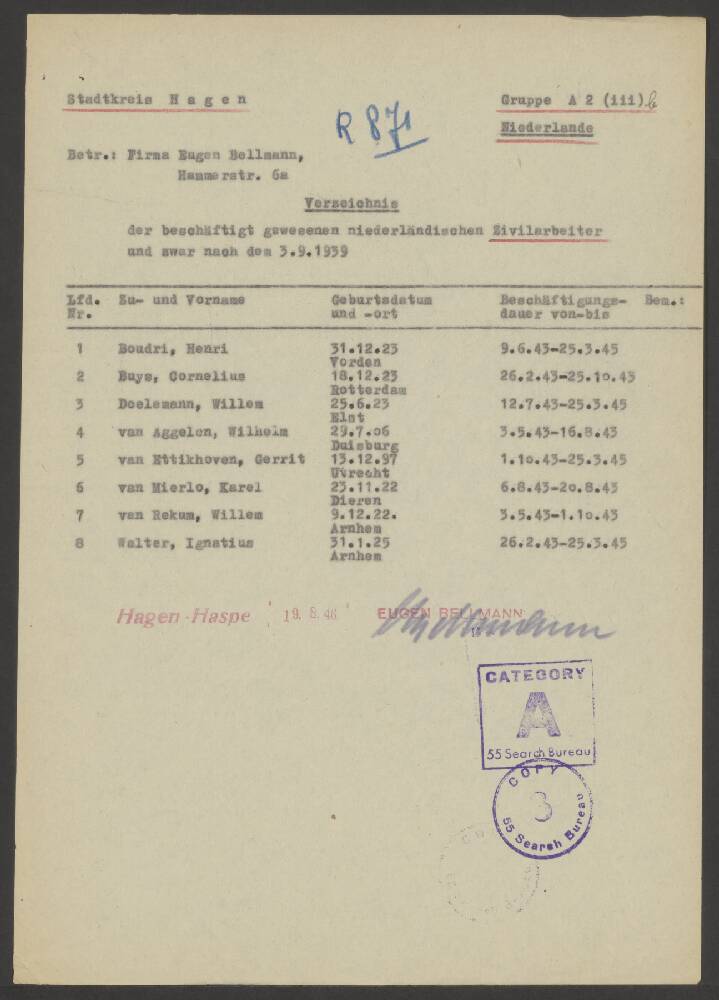 Stadtkreis H a g e n
Gruppe A 2 (iii) b
R 871
Niederlande
Betr.: Firma Eugen Bellmann,
Hammerstr. 6a
Verzeichnis
der beschäftigt gewesenen niederländischen Zivilarbeiter
und zwar nach dem 3.9.1939
Lfd. Zu- und Vorname Geburtsdatum Beschäftigungs- Bem.:
Nr. und -ort dauer von-bis
1 Boudri, Henri 31.12.23 9.6.43-25.3.45
Vorden
2 Buys, Cornelius 18.12.23 26.2.43-25.10.43
Rotterdam
3 Doelemann, Willem 25.6.23 12.7.43-25.3.45
Elst
4 van Aggelen, Wilhelm 29.7.06 3.5.43-16.8.43
Duisburg
5 van Ettikhoven, Gerrit 13.12.97 1.10.43-25.3.45
Utrecht
6 van Mierlo, Karel 23.11.22 6.8.43-20.8.43
Dieren
7 van Rekum, Willem 9.12.22. 3.5.43-1.10.43
Arnhem
8 Walter, Ignatius 31.1.25 26.2.43-25.3.45
Arnhem
Hagen-Haspe 19. 8. 46 EUGEN BELLMANN
CATEGORY
A
55 Search Bureau
COPY
3
55 Search Bureau